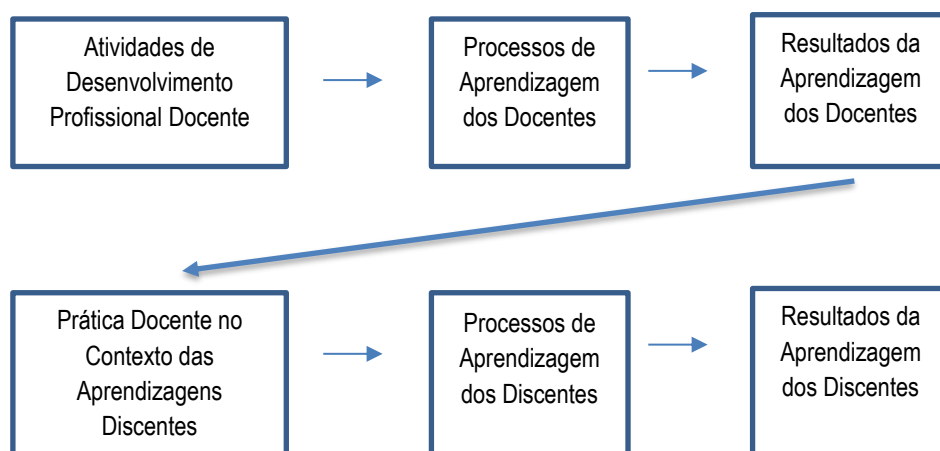 Atividades de
Desenvolvimento
Profissional Docente
Processos de
Aprendizagem
dos Docentes
Resultados da
Aprendizagem
dos Docentes
Prática Docente no
Contexto das
Aprendizagens
Discentes
Processos de
Aprendizagem
dos Discentes
Resultados da
Aprendizagem
dos Discentes